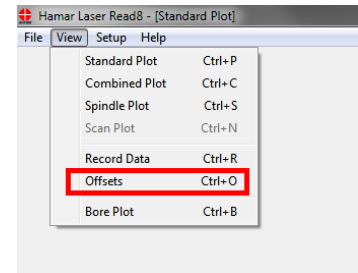 Hamar Laser Read8 - [Standard Plot]
File View Setup Help
Standard Plot Ctrl+P
Combined Plot Ctrl+C
Spindle Plot Ctrl+S
Scan Plot Ctrl+N
Record Data Ctrl+R
Offsets Ctrl+O
Bore Plot Ctrl+B